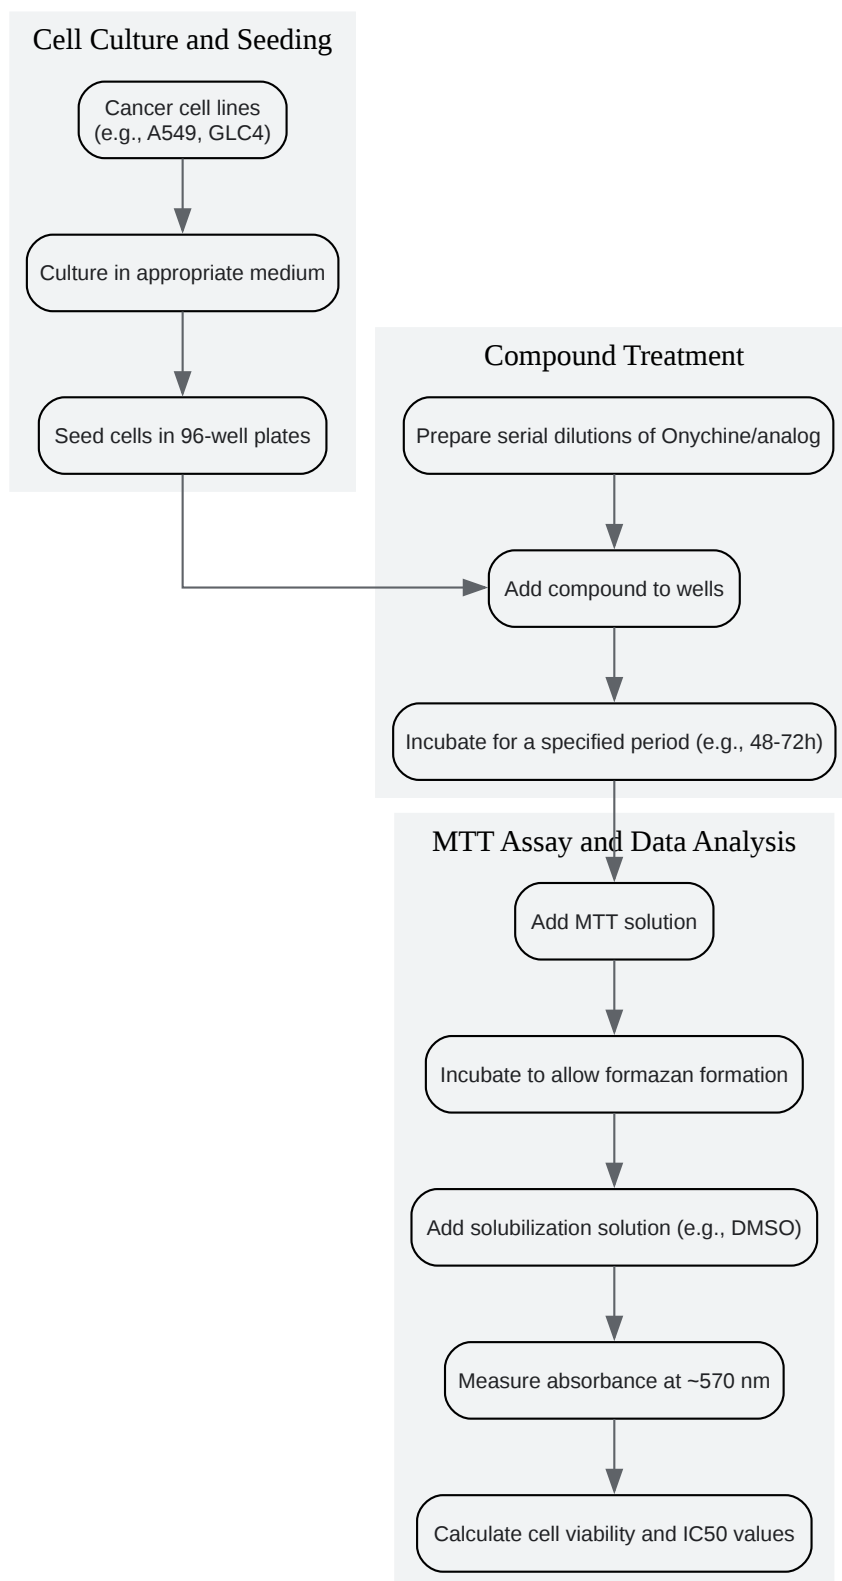 Cell Culture and Seeding
Cancer cell lines
(e.g., A549, GLC4)
Culture in appropriate medium
Seed cells in 96-well plates
Compound Treatment
Prepare serial dilutions of Onychine/analog
Add compound to wells
Incubate for a specified period (e.g., 48-72h)
MTT Assay and Data Analysis
Add MTT solution
Incubate to allow formazan formation
Add solubilization solution (e.g., DMSO)
Measure absorbance at ~570 nm
Calculate cell viability and IC50 values